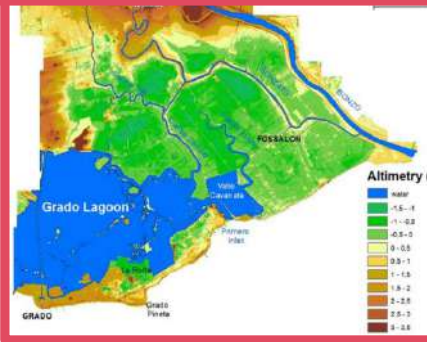 ISONZO
FOSSALON
Altimetry (
Valle
Cavanata
water
-1.5 - -1
-1 - -0.5
-0.5 - 0
0 - 0.5
0.5 - 1
1 - 1.5
1.5 - 2
2 - 2.5
2.5 - 3
3 - 3.5
Grado Lagoon
Primero
Inlet
La Rotta
Grado
Pineta
GRADO